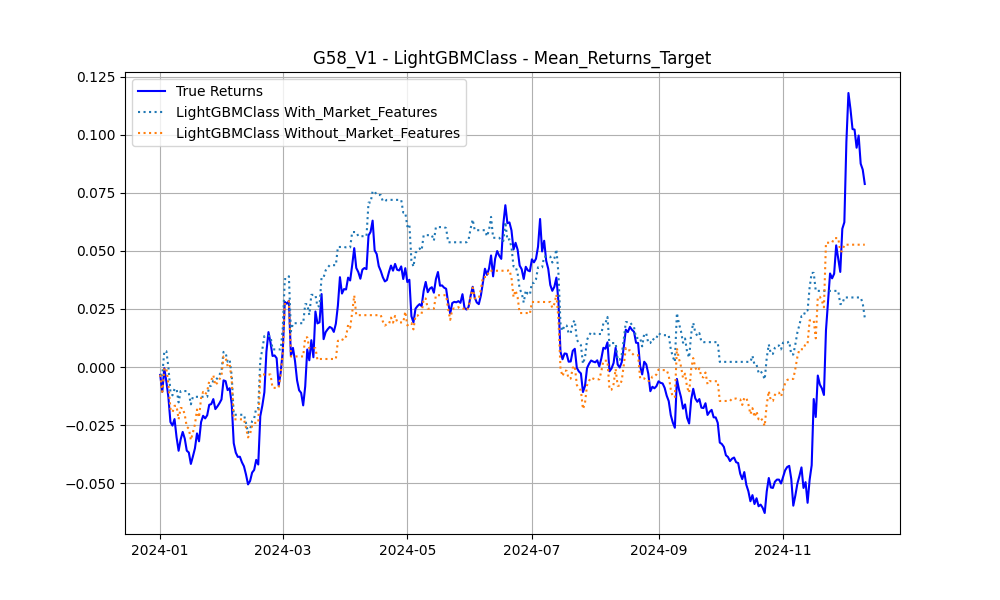 G58_V1 - LightGBMClass - Mean_Returns_Target
True Returns
LightGBMClass With_Market_Features
LightGBMClass Without_Market_Features
0.125
0.100
0.075
0.050
0.025
0.000
−0.025
−0.050
2024-01 2024-03 2024-05 2024-07 2024-09 2024-11